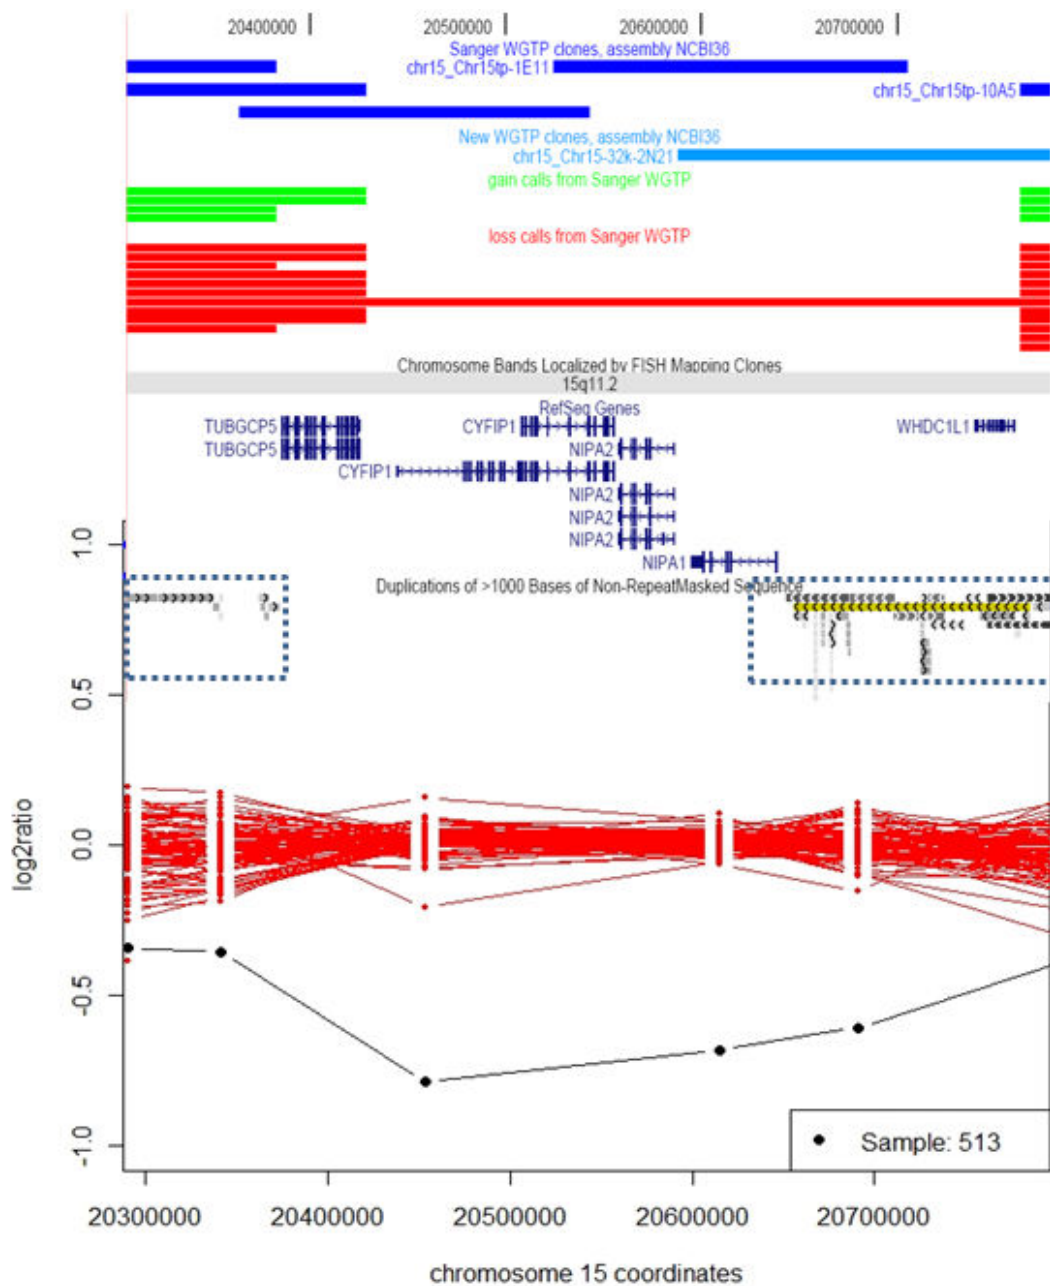 20400000 20500000 20600000 20700000
Sanger WGTP clones, assembly NCBI36
chr15_Chr15tp-1E11
chr15_Chr15tp-10A5
New WGTP clones, assembly NCBI36
chr15_Chr15-32k-2N21
gain calls from Sanger WGTP
loss calls from Sanger WGTP
Chromosome Bands Localized by FISH Mapping Clones
15q11.2
RefSeq Genes
TUBGCP5 CYFIP1 WHDC1L1
TUBGCP5 NIPA2
CYFIP1
NIPA2
NIPA2
NIPA2
NIPA1
Duplications of >1000 Bases of Non-RepeatMasked Sequence
1.0
0.5
0.0
-0.5
-1.0
log2ratio
Sample: 513
20300000 20400000 20500000 20600000 20700000
chromosome 15 coordinates